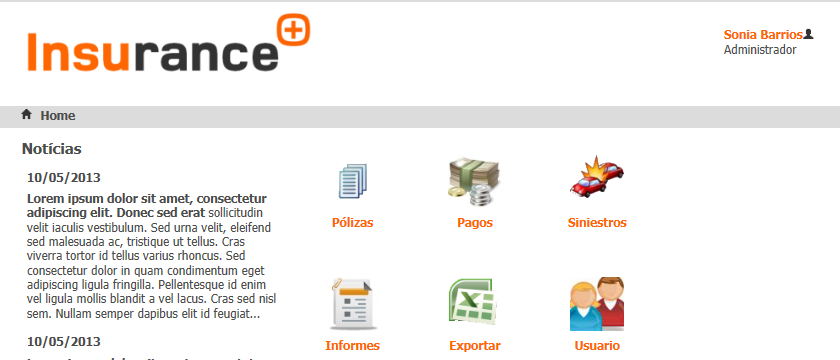 Insurance
Sonia Barrios
Administrador
Home
Notícias
10/05/2013
Lorem ipsum dolor sit amet, consectetur
adipiscing elit. Donec sed erat sollicitudin
velit iaculis vestibulum. Sed urna velit, eleifend
sed malesuada ac, tristique ut tellus. Cras
viverra tortor id tellus varius rhoncus. Sed
consectetur dolor in quam condimentum eget
adipiscing ligula fringilla. Pellentesque id enim
vel ligula mollis blandit a vel lacus. Cras sed nisl
sem. Nullam semper dapibus elit id feugiat...
10/05/2013
Pólizas
Pagos
Siniestros
Informes
Exportar
Usuario